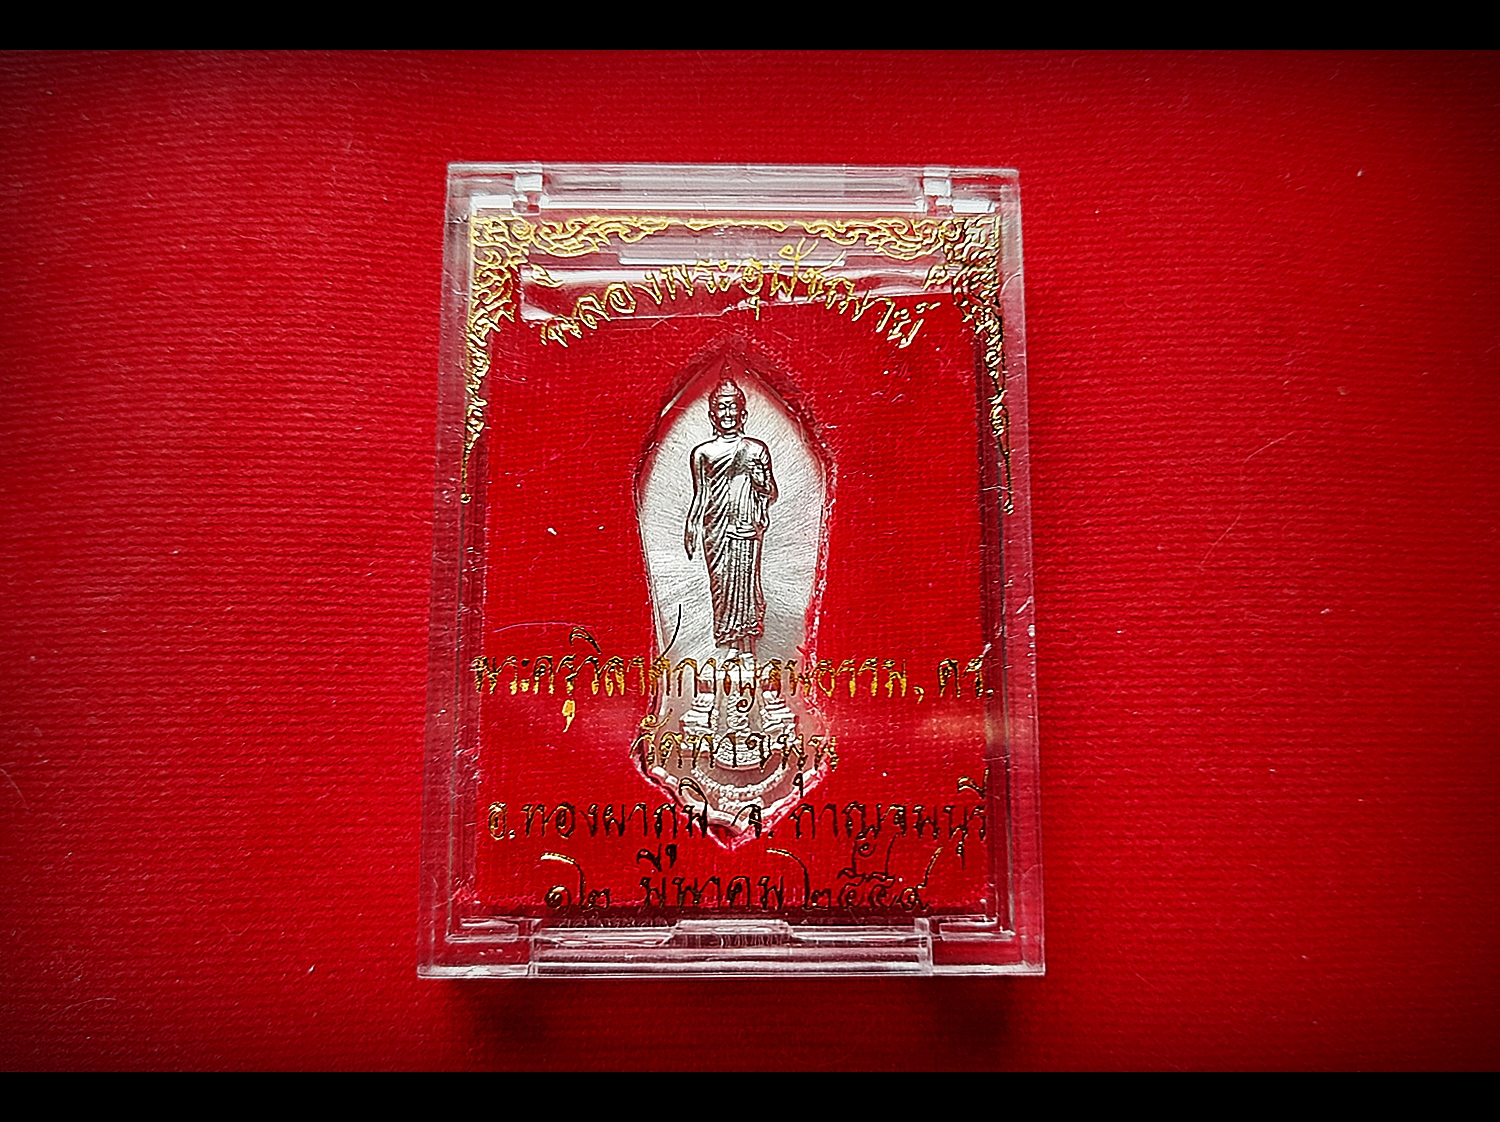 ฉลองพระอุปัชฌาย์
พระครูวิลาศกาญจนธรรม, ดร.
วัดท่าขนุน
อ.ทองผาภูมิ จ.กาญจนบุรี
๑๒ มีนาคม ๒๕๕๔